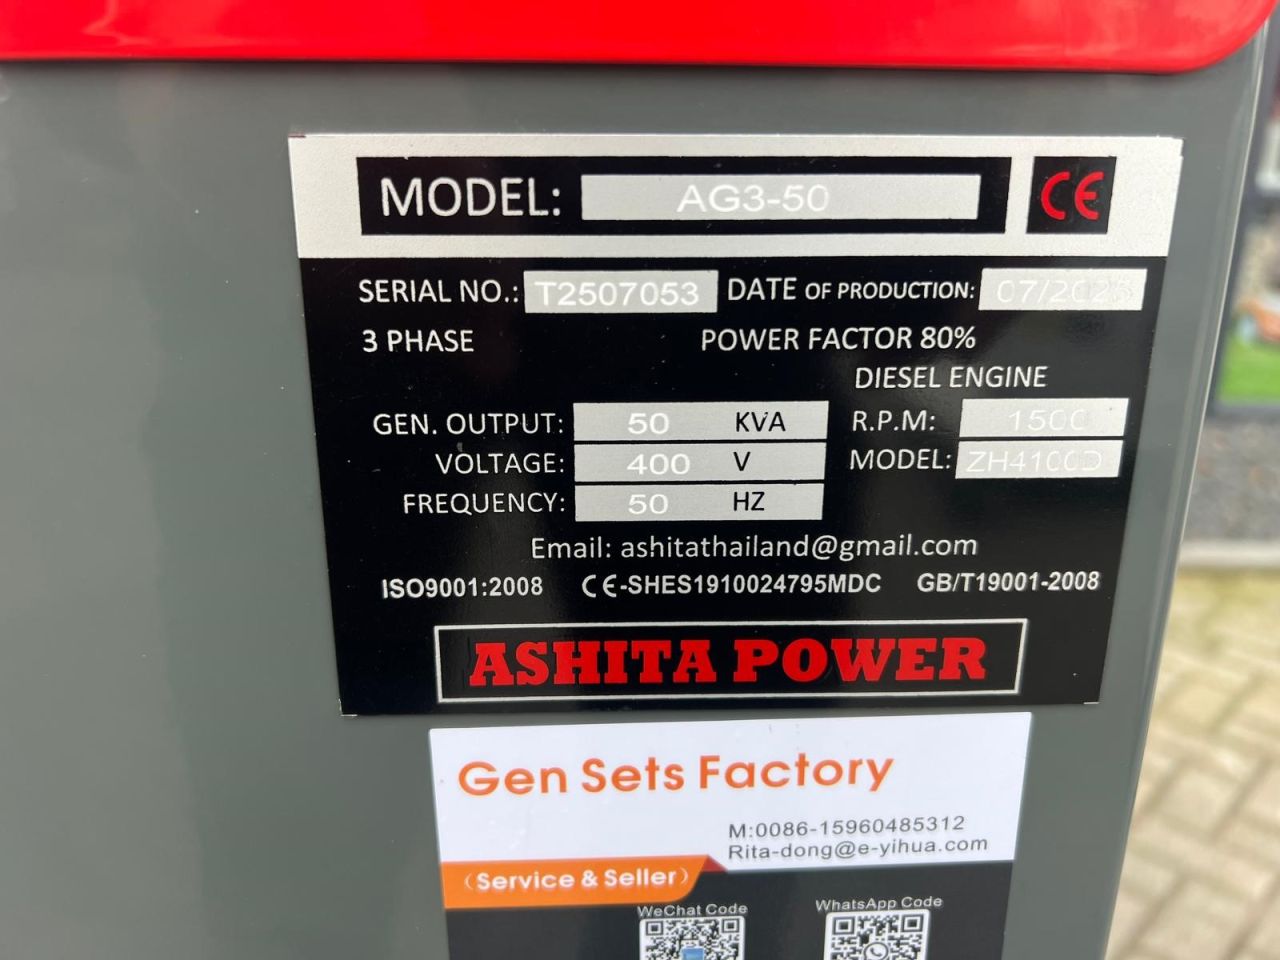 MODEL: AG3-50 CE
SERIAL NO.: T2507053 DATE OF PRODUCTION: 07/2025
3 PHASE POWER FACTOR 80%
DIESEL ENGINE
GEN. OUTPUT: 50 KVA R.P.M: 1500
VOLTAGE: 400 V MODEL: ZH4100D
FREQUENCY: 50 HZ
Email: ashitathailand@gmail.com
ISO9001:2008 CE-SHES1910024795MDC GB/T19001-2008
ASHITA POWER
Gen Sets Factory
M:0086-15960485312
Rita-dong@e-yihua.com
(Service & Seller)
WeChat Code WhatsApp Code